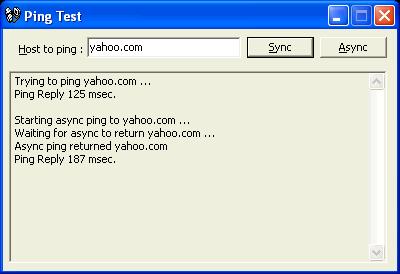 Ping Test
Host to ping : yahoo.com Sync Async
Trying to ping yahoo.com ...
Ping Reply 125 msec.
Starting async ping to yahoo.com ...
Waiting for async to return yahoo.com ...
Async ping returned yahoo.com
Ping Reply 187 msec.